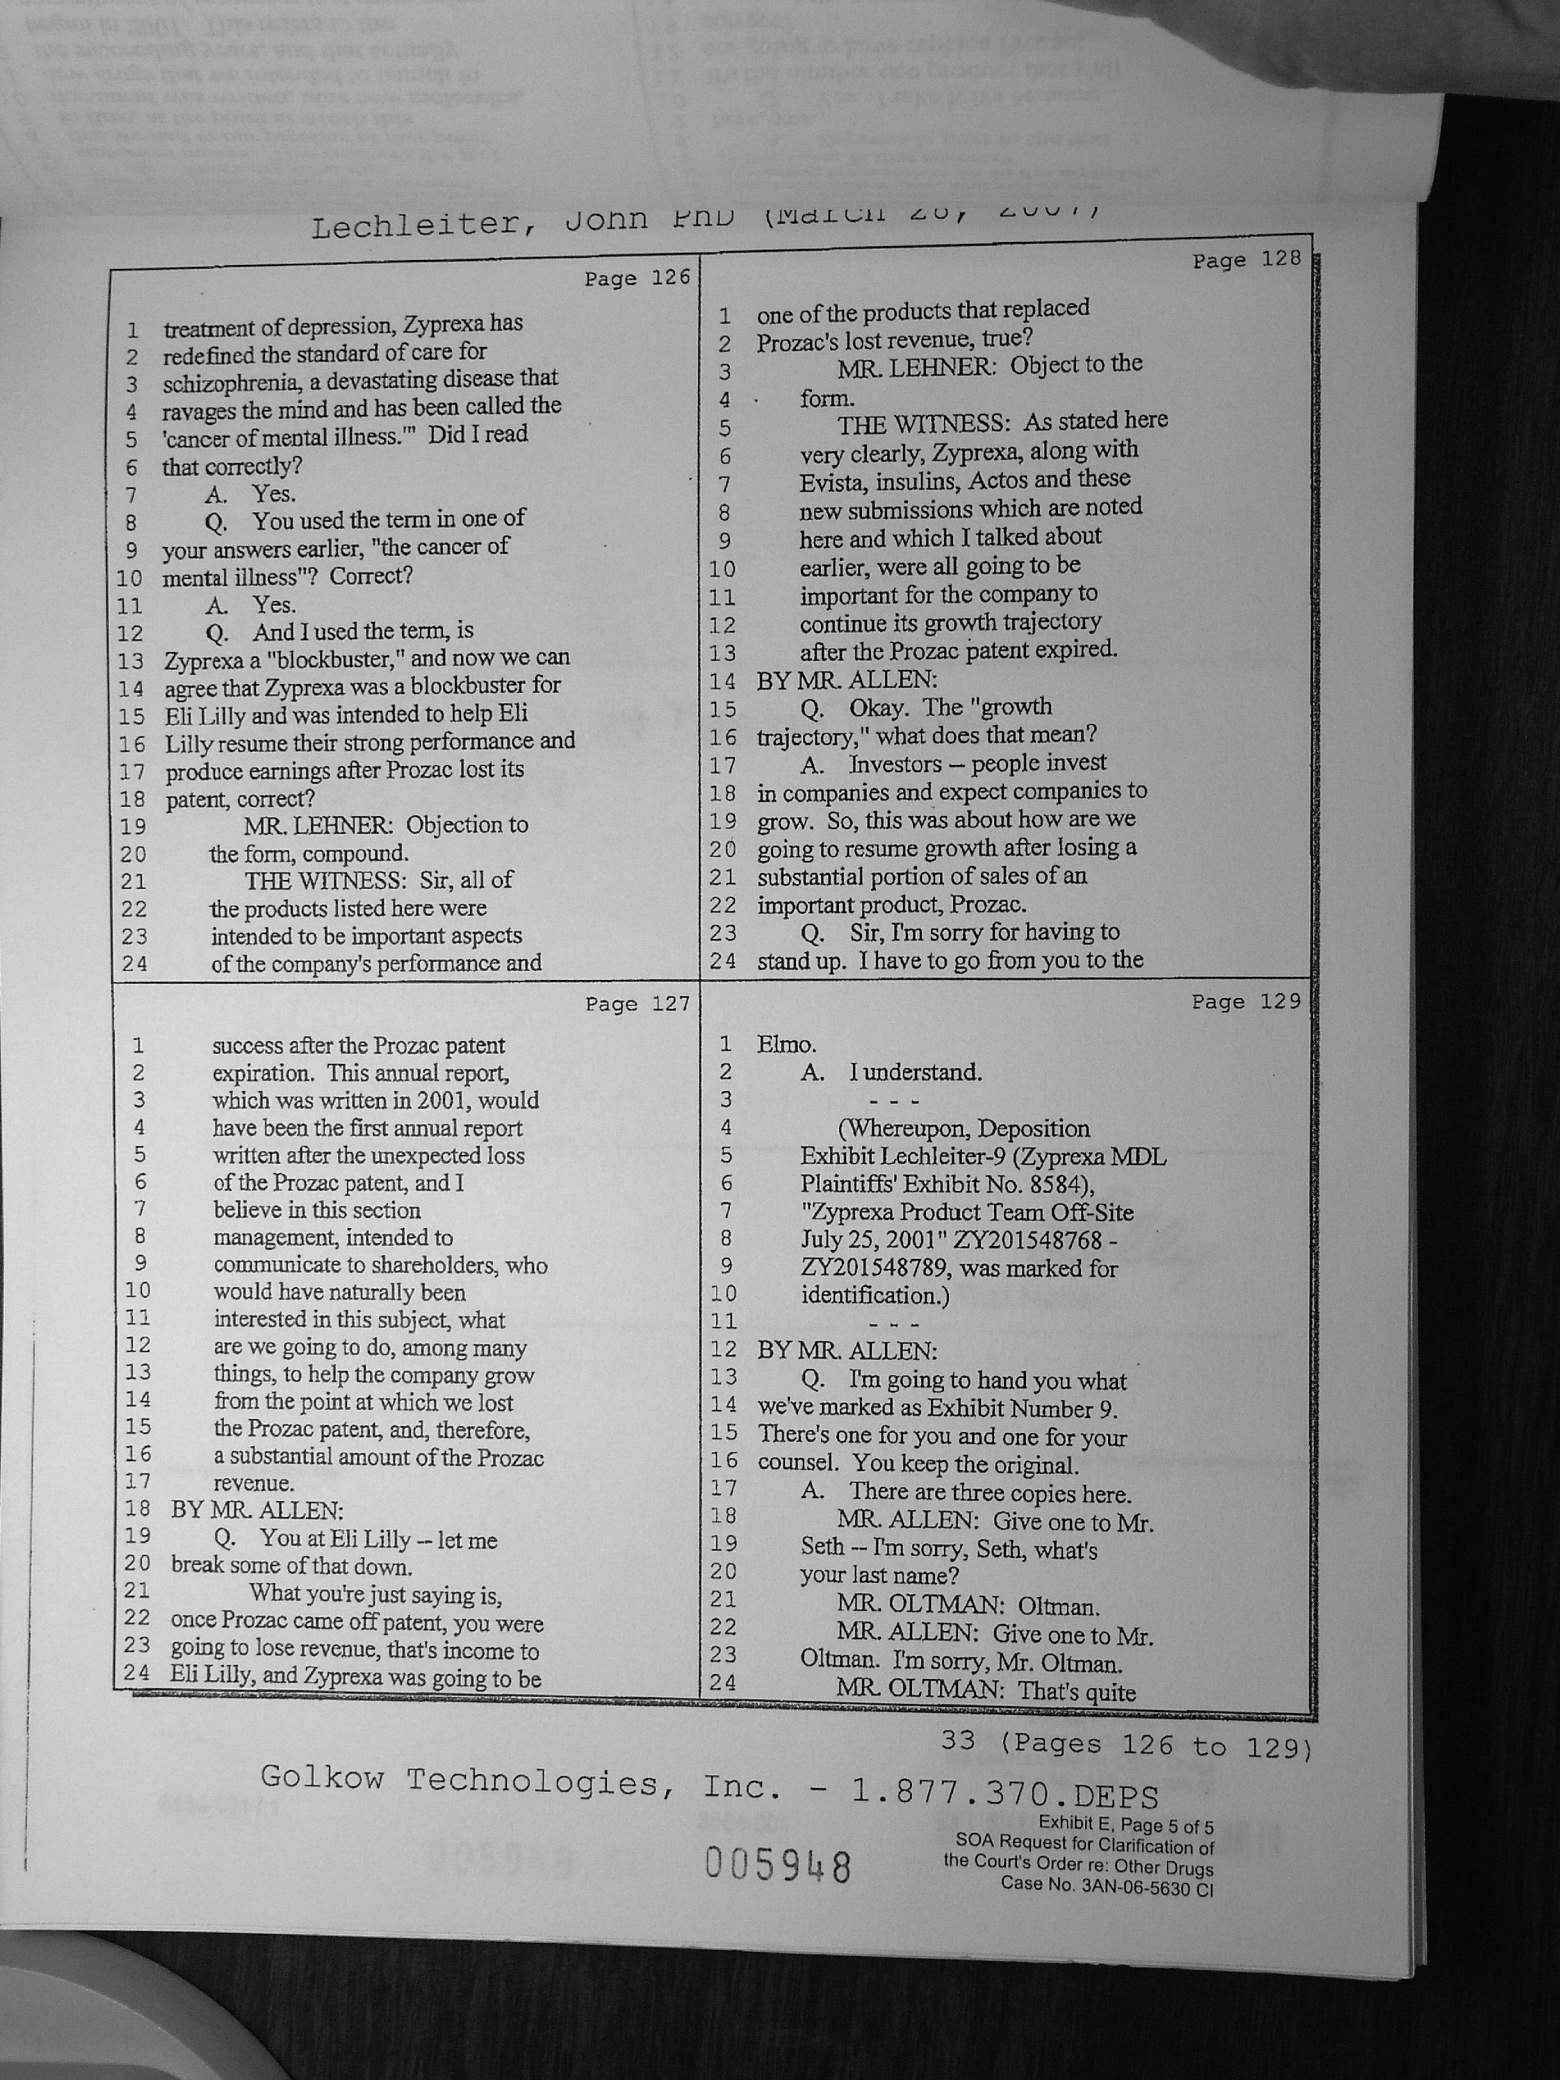 Lechleiter, John PhD (March 2
Page 126
1 treatment of depression, Zyprexa has
2 redefined the standard of care for
3 schizophrenia, a devastating disease that
4 ravages the mind and has been called the
5 'cancer of mental illness.'" Did I read
6 that correctly?
7 A. Yes.
8 Q. You used the term in one of
9 your answers earlier, "the cancer of
10 mental illness"? Correct?
11 A. Yes.
12 Q. And I used the term, is
13 Zyprexa a "blockbuster," and now we can
14 agree that Zyprexa was a blockbuster for
15 Eli Lilly and was intended to help Eli
16 Lilly resume their strong performance and
17 produce earnings after Prozac lost its
18 patent, correct?
19 MR. LEHNER: Objection to
20 the form, compound.
21 THE WITNESS: Sir, all of
22 the products listed here were
23 intended to be important aspects
24 of the company's performance and
Page 127
1 success after the Prozac patent
2 expiration. This annual report,
3 which was written in 2001, would
4 have been the first annual report
5 written after the unexpected loss
6 of the Prozac patent, and I
7 believe in this section
8 management, intended to
9 communicate to shareholders, who
10 would have naturally been
11 interested in this subject, what
12 are we going to do, among many
13 things, to help the company grow
14 from the point at which we lost
15 the Prozac patent, and, therefore,
16 a substantial amount of the Prozac
17 revenue.
18 BY MR. ALLEN:
19 Q. You at Eli Lilly -- let me
20 break some of that down.
21 What you're just saying is,
22 once Prozac came off patent, you were
23 going to lose revenue, that's income to
24 Eli Lilly, and Zyprexa was going to be
Page 128
1 one of the products that replaced
2 Prozac's lost revenue, true?
3 MR. LEHNER: Object to the
4 form.
5 THE WITNESS: As stated here
6 very clearly, Zyprexa, along with
7 Evista, insulins, Actos and these
8 new submissions which are noted
9 here and which I talked about
10 earlier, were all going to be
11 important for the company to
12 continue its growth trajectory
13 after the Prozac patent expired.
14 BY MR. ALLEN:
15 Q. Okay. The "growth
16 trajectory," what does that mean?
17 A. Investors -- people invest
18 in companies and expect companies to
19 grow. So, this was about how are we
20 going to resume growth after losing a
21 substantial portion of sales of an
22 important product, Prozac.
23 Q. Sir, I'm sorry for having to
24 stand up. I have to go from you to the
Page 129
1 Elmo.
2 A. I understand.
3 - - -
4 (Whereupon, Deposition
5 Exhibit Lechleiter-9 (Zyprexa MDL
6 Plaintiffs' Exhibit No. 8584),
7 "Zyprexa Product Team Off-Site
8 July 25, 2001" ZY201548768 -
9 ZY201548789, was marked for
10 identification.)
11 - - -
12 BY MR. ALLEN:
13 Q. I'm going to hand you what
14 we've marked as Exhibit Number 9.
15 There's one for you and one for your
16 counsel. You keep the original.
17 A. There are three copies here.
18 MR. ALLEN: Give one to Mr.
19 Seth -- I'm sorry, Seth, what's
20 your last name?
21 MR. OLTMAN: Oltman.
22 MR. ALLEN: Give one to Mr.
23 Oltman. I'm sorry, Mr. Oltman.
24 MR. OLTMAN: That's quite
33 (Pages 126 to 129)
Golkow Technologies, Inc. - 1.877.370.DEPS
Exhibit E, Page 5 of 5
SOA Request for Clarification of
the Court's Order re: Other Drugs
Case No. 3AN-06-5630 CI
005948